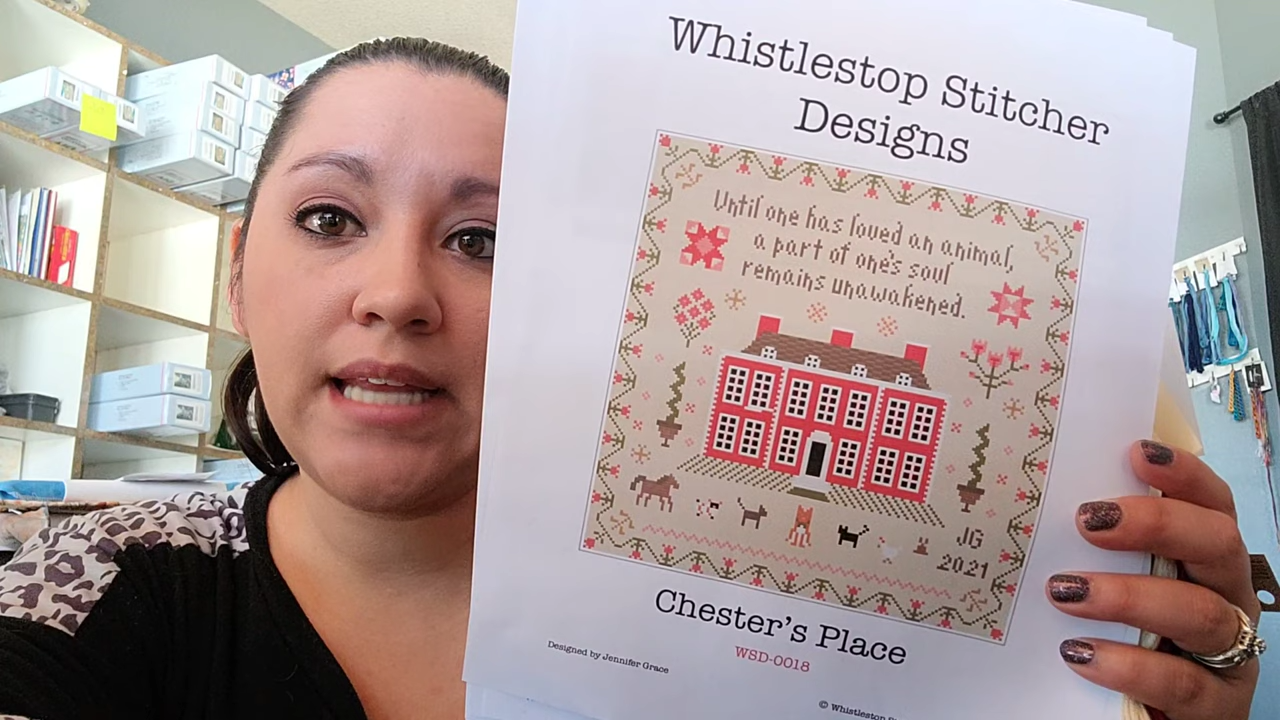 Whistlestop Stitcher
Designs
Until one has loved an animal,
a part of one's soul
remains unawakened.
JG
2021
Chester's Place
WSD-0018
Designed by Jennifer Grace
© Whistlestop